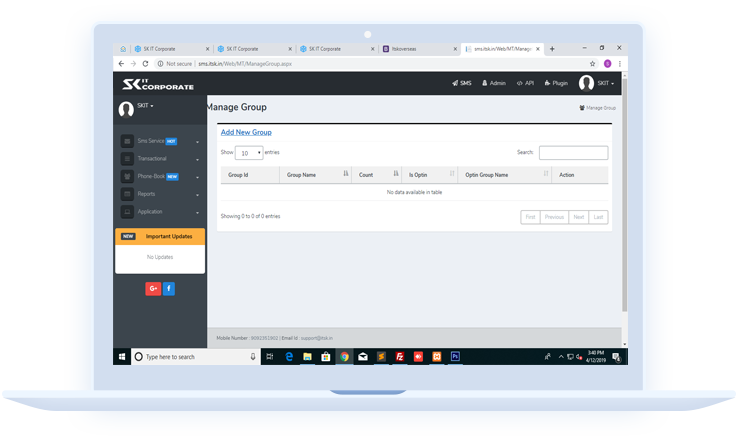 SK IT Corporate
SK IT Corporate
SK IT Corporate
itskoverseas
sms.itsk.in/Web/MT/Manag
Not secure | sms.itsk.in/Web/MT/ManageGroup.aspx
SK IT CORPORATE
SMS Admin API Plugin SKIT
SKIT
Manage Group
Manage Group
Sms Service HOT
Transactional
Phone-Book NEW
Reports
Application
NEW Important Updates
No Updates
G+ f
Add New Group
Show 10 entries
Search:
Group Id Group Name Count Is Optin Optin Group Name Action
No data available in table
Showing 0 to 0 of 0 entries
First Previous Next Last
Mobile Number : | Email Id : support@itsk.in
Type here to search
3:40 PM
4/12/2019